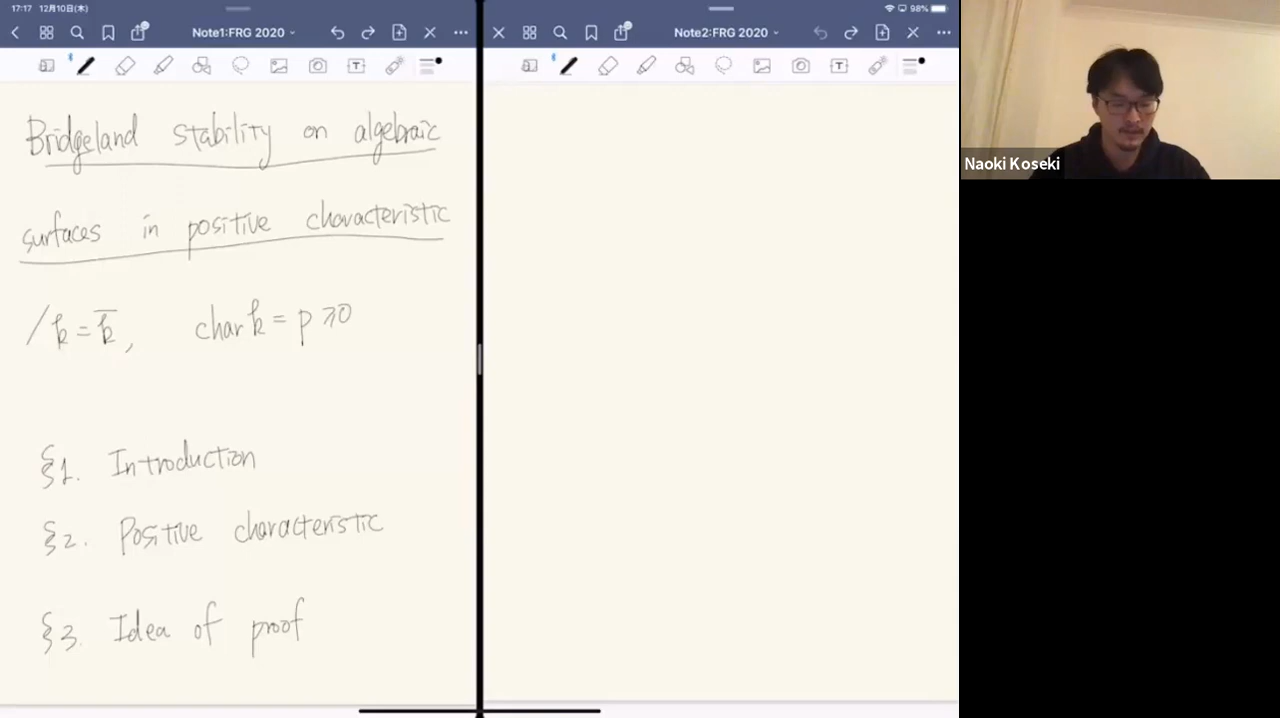 17:17 12月10日(木)
98%
Note1:FRG 2020
Note2:FRG 2020
Bridgeland stability on algebraic
surfaces in positive characteristic
/k = k̅, char k = p ≥ 0
§1. Introduction
§2. Positive characteristic
§3. Idea of proof
Naoki Koseki